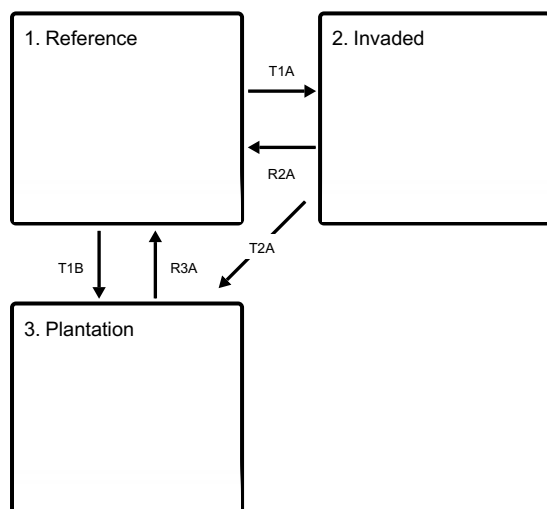 1. Reference
2. Invaded
T1A
R2A
T2A
T1B
R3A
3. Plantation